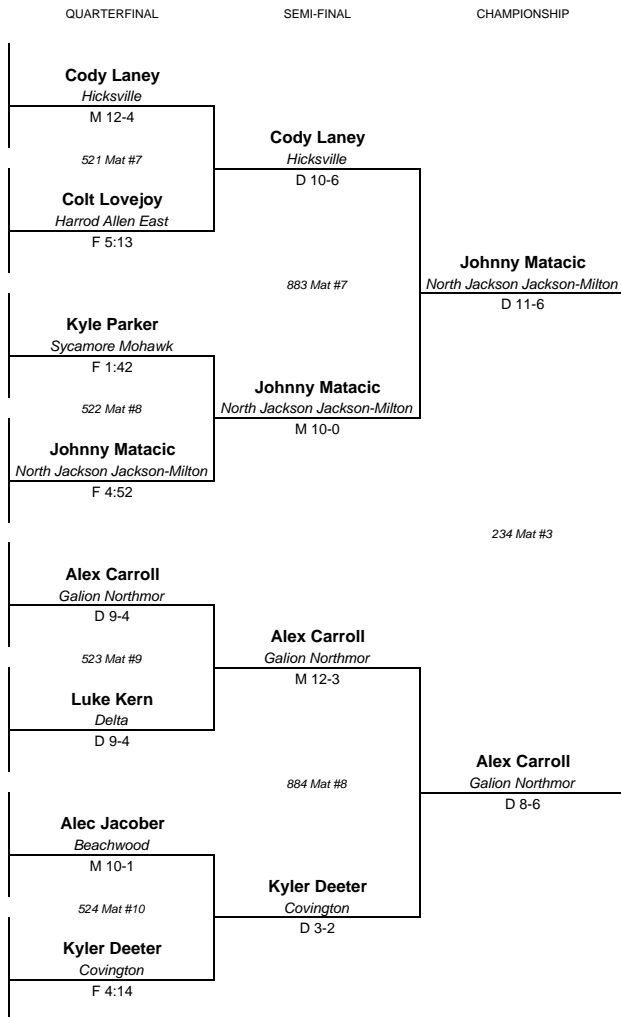 QUARTERFINAL SEMI-FINAL CHAMPIONSHIP
Cody Laney
Hicksville
M 12-4
521 Mat #7
Colt Lovejoy
Harrod Allen East
F 5:13
Kyle Parker
Sycamore Mohawk
F 1:42
522 Mat #8
Johnny Matacic
North Jackson Jackson-Milton
F 4:52
Alex Carroll
Galion Northmor
D 9-4
523 Mat #9
Luke Kern
Delta
D 9-4
Alec Jacober
Beachwood
M 10-1
524 Mat #10
Kyler Deeter
Covington
F 4:14
Cody Laney
Hicksville
D 10-6
883 Mat #7
Johnny Matacic
North Jackson Jackson-Milton
M 10-0
Alex Carroll
Galion Northmor
M 12-3
884 Mat #8
Kyler Deeter
Covington
D 3-2
Johnny Matacic
North Jackson Jackson-Milton
D 11-6
234 Mat #3
Alex Carroll
Galion Northmor
D 8-6